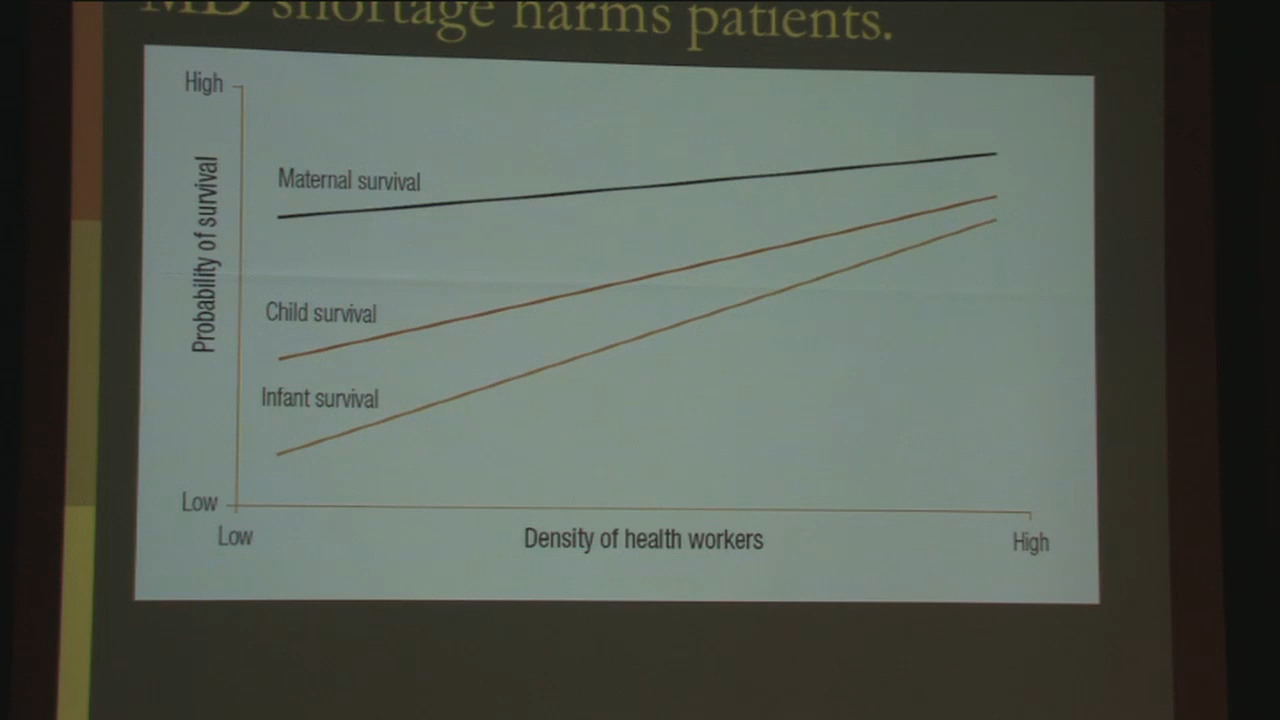 MD shortage harms patients.
High
Probability of survival
Maternal survival
Child survival
Infant survival
Low
Low
Density of health workers
High